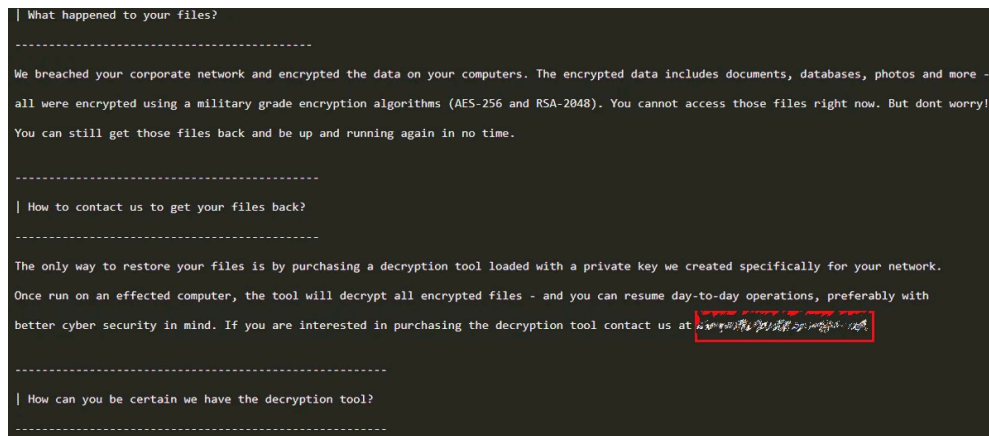 | What happened to your files?
--------------------------------------------
We breached your corporate network and encrypted the data on your computers. The encrypted data includes documents, databases, photos and more -
all were encrypted using a military grade encryption algorithms (AES-256 and RSA-2048). You cannot access those files right now. But dont worry!
You can still get those files back and be up and running again in no time.
---------------------------------------------
| How to contact us to get your files back?
---------------------------------------------
The only way to restore your files is by purchasing a decryption tool loaded with a private key we created specifically for your network.
Once run on an effected computer, the tool will decrypt all encrypted files - and you can resume day-to-day operations, preferably with
better cyber security in mind. If you are interested in purchasing the decryption tool contact us at
-------------------------------------------------------
| How can you be certain we have the decryption tool?
-------------------------------------------------------